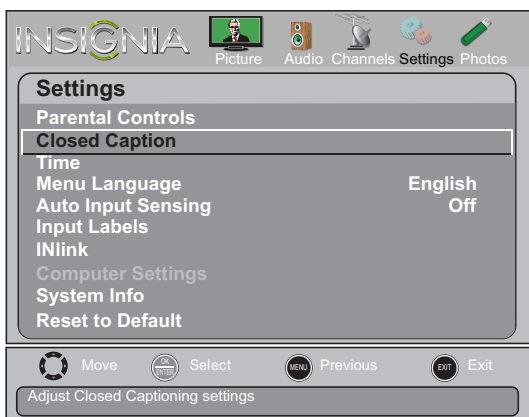 INSIGNIA
Picture Audio Channels Settings Photos
Settings
Parental Controls
Closed Caption
Time
Menu Language English
Auto Input Sensing Off
Input Labels
INlink
Computer Settings
System Info
Reset to Default
Move OK ENTER Select MENU Previous EXIT Exit
Adjust Closed Captioning settings